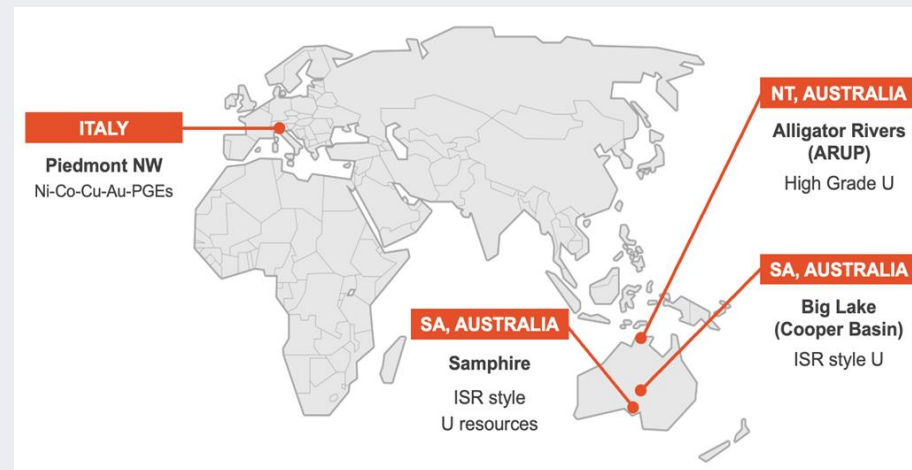 ITALY
Piedmont NW
Ni-Co-Cu-Au-PGEs
NT, AUSTRALIA
Alligator Rivers
(ARUP)
High Grade U
SA, AUSTRALIA
Big Lake
(Cooper Basin)
ISR style U
SA, AUSTRALIA
Samphire
ISR style
U resources